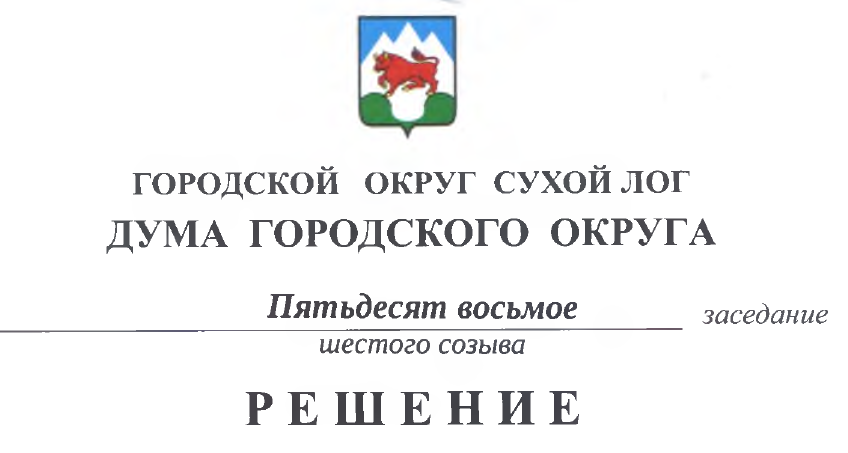 ГОРОДСКОЙ ОКРУГ СУХОЙ ЛОГ
ДУМА ГОРОДСКОГО ОКРУГА
Пятьдесят восьмое заседание
шестого созыва
РЕШЕНИЕ